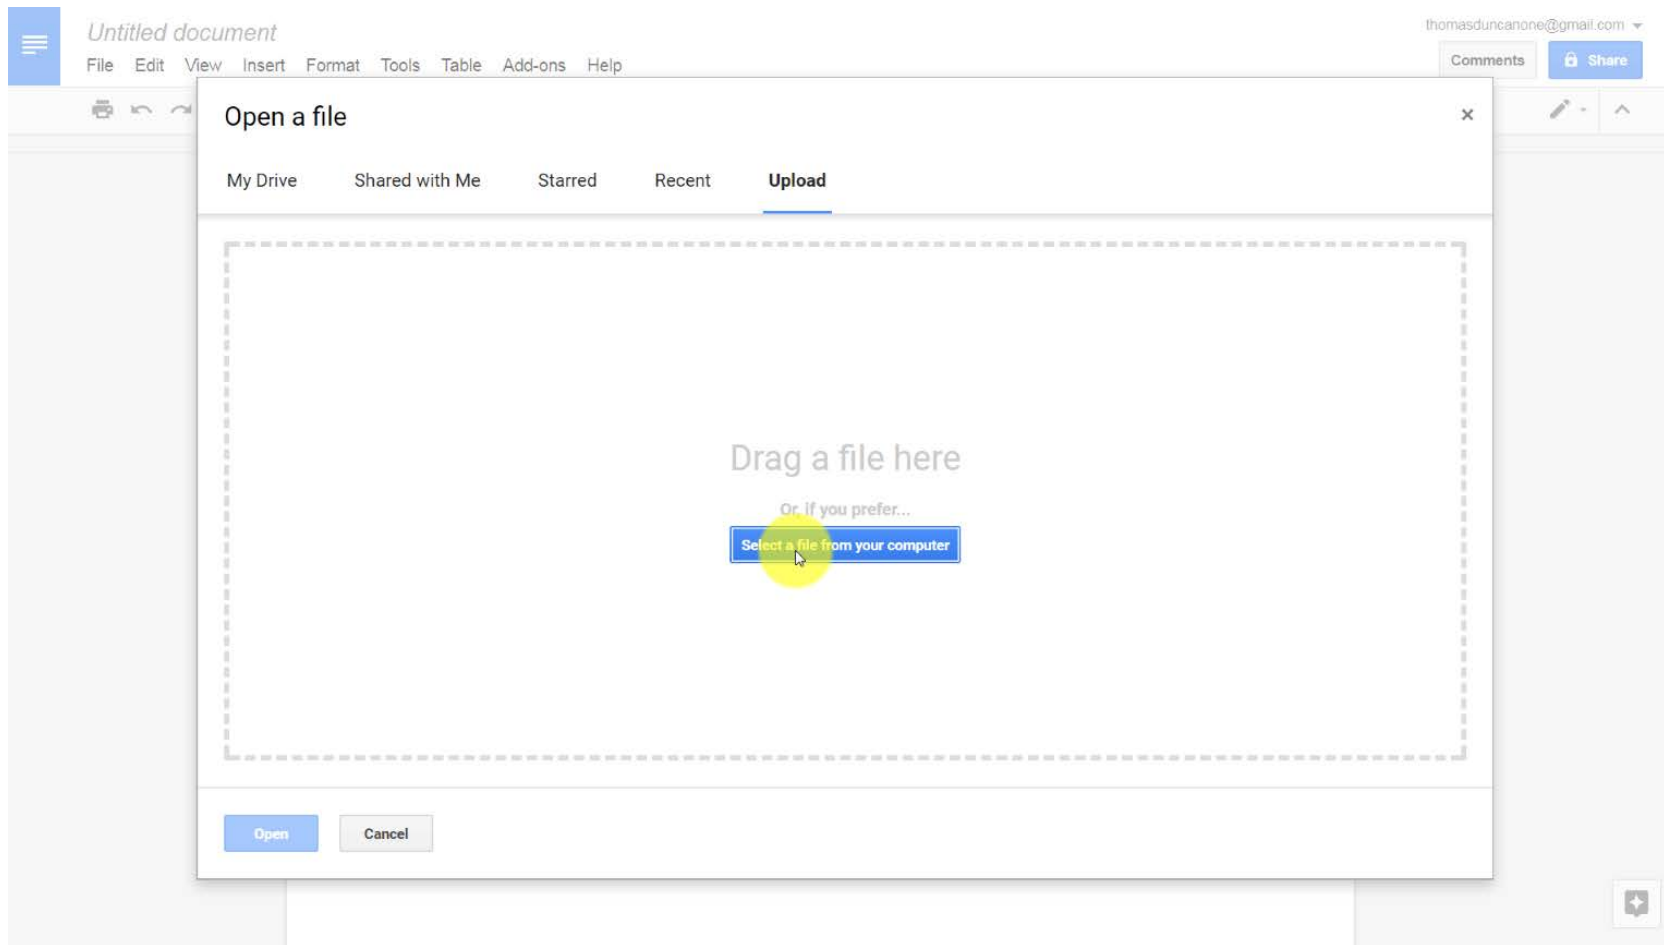 Untitled document
thomasduncanone@gmail.com
File Edit View Insert Format Tools Table Add-ons Help
Comments
Share
Open a file
My Drive Shared with Me Starred Recent Upload
Drag a file here
Or, if you prefer...
Select a file from your computer
Open Cancel